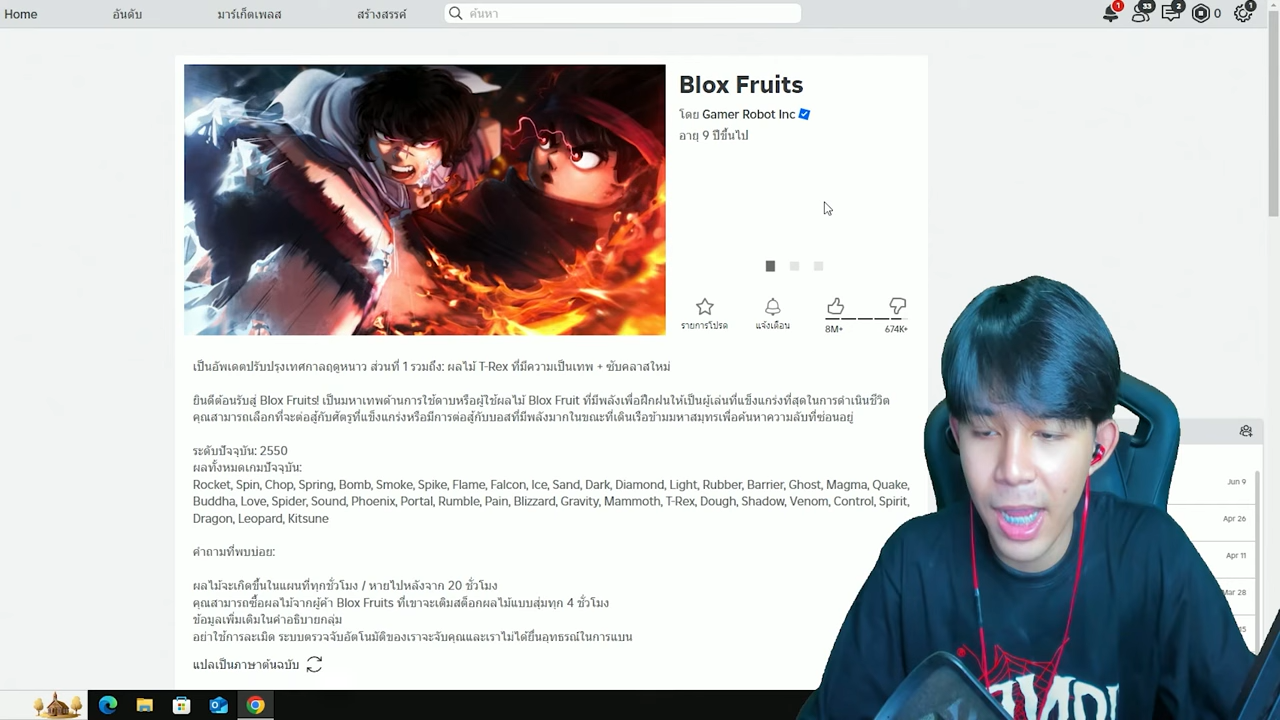 Home อันดับ มาร์เก็ตเพลส สร้างสรรค์ ค้นหา 1 33 2 0 1
Blox Fruits
โดย Gamer Robot Inc
อายุ 9 ปีขึ้นไป
รายการโปรด แจ้งเตือน 8M+ 674K+
เป็นอัพเดตปรับปรุงเทศกาลฤดูหนาว ส่วนที่ 1 รวมถึง: ผลไม้ T-Rex ที่มีความเป็นเทพ + ซับคลาสใหม่
ยินดีต้อนรับสู่ Blox Fruits! เป็นมหาเทพด้านการใช้ดาบหรือผู้ใช้ผลไม้ Blox Fruit ที่มีพลังเพื่อฝึกฝนให้เป็นผู้เล่นที่แข็งแกร่งที่สุดในการดำเนินชีวิต
คุณสามารถเลือกที่จะต่อสู้กับศัตรูที่แข็งแกร่งหรือมีการต่อสู้กับบอสที่มีพลังมากในขณะที่เดินเรือข้ามมหาสมุทรเพื่อค้นหาความลับที่ซ่อนอยู่
ระดับปัจจุบัน: 2550
ผลทั้งหมดเกมปัจจุบัน:
Rocket, Spin, Chop, Spring, Bomb, Smoke, Spike, Flame, Falcon, Ice, Sand, Dark, Diamond, Light, Rubber, Barrier, Ghost, Magma, Quake,
Buddha, Love, Spider, Sound, Phoenix, Portal, Rumble, Pain, Blizzard, Gravity, Mammoth, T-Rex, Dough, Shadow, Venom, Control, Spirit,
Dragon, Leopard, Kitsune
คำถามที่พบบ่อย:
ผลไม้จะเกิดขึ้นในแผนที่ทุกชั่วโมง / หายไปหลังจาก 20 ชั่วโมง
คุณสามารถซื้อผลไม้จากผู้ค้า Blox Fruits ที่เขาจะเติมสต็อกผลไม้แบบสุ่มทุก 4 ชั่วโมง
ข้อมูลเพิ่มเติมในคำอธิบายกลุ่ม
อย่าใช้การละเมิด ระบบตรวจจับอัตโนมัติของเราจะจับคุณและเราไม่ได้ยื่นอุทธรณ์ในการแบน
แปลเป็นภาษาต้นฉบับ
Jun 9
Apr 26
Apr 11
Mar 28